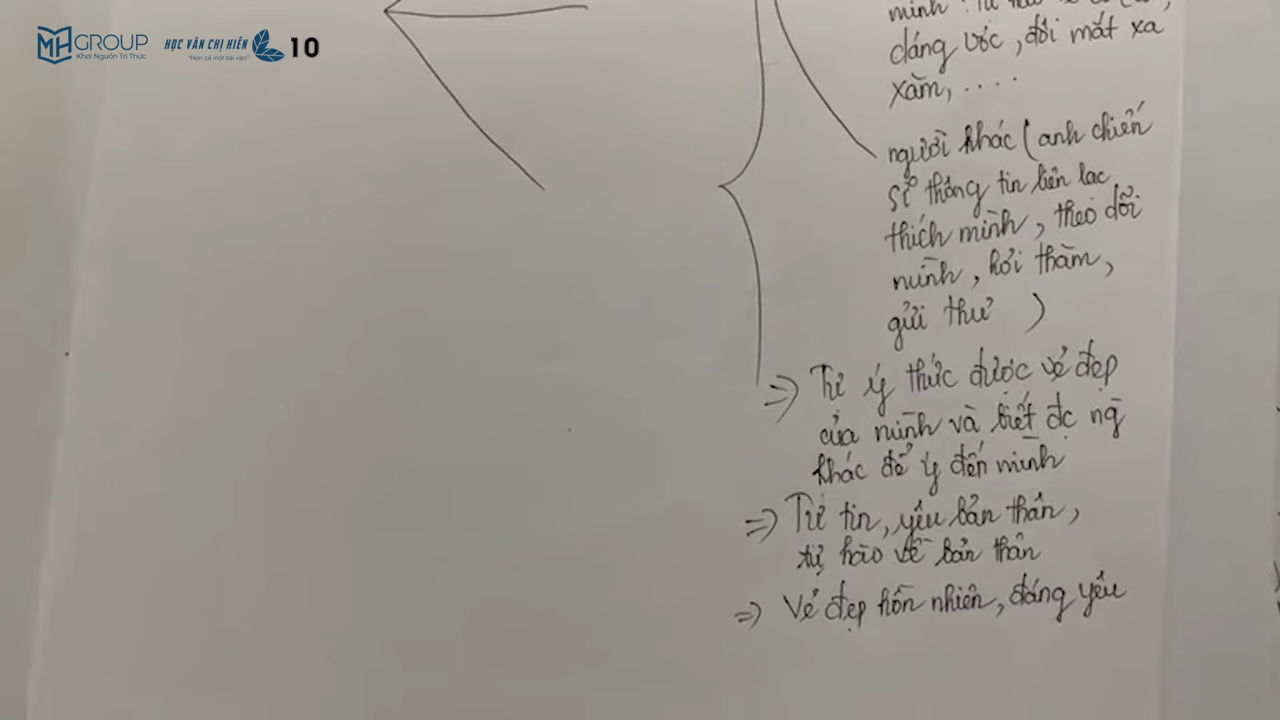 MH GROUP
Khơi Nguồn Tri Thức
HỌC VĂN CHỊ HIÊN
"Hơn cả một bài văn"
10
mình
dáng vóc, đôi mắt xa
xăm, ....
người khác (anh chiến
sĩ thông tin liên lạc
thích mình, theo dõi
mình, hỏi thăm,
gửi thư )
=> Tự ý thức được vẻ đẹp
của mình và biết đc ng
khác để ý đến mình
=> Tự tin, yêu bản thân,
tự hào về bản thân
=> Vẻ đẹp hồn nhiên, đáng yêu